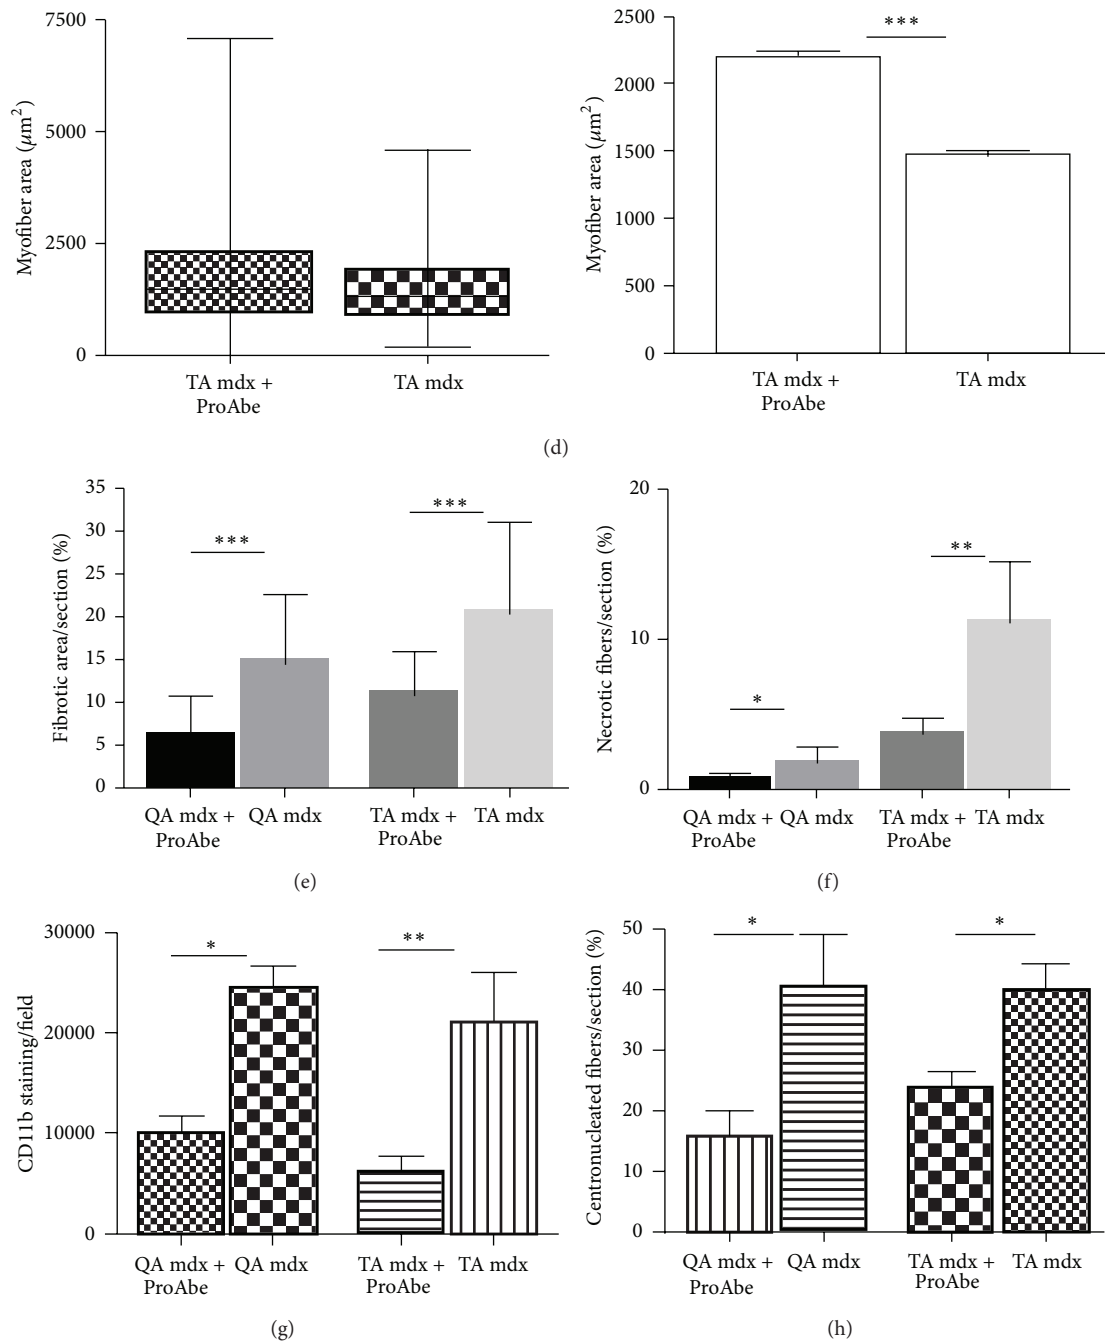 7500
5000
2500
0
Myofiber area (μm²)
TA mdx +
ProAbe
TA mdx
2500
2000
1500
1000
500
0
Myofiber area (μm²)
***
TA mdx +
ProAbe
TA mdx
(d)
35
30
25
20
15
10
5
0
Fibrotic area/section (%)
***
***
QA mdx +
ProAbe
QA mdx
TA mdx +
ProAbe
TA mdx
(e)
20
10
0
Necrotic fibers/section (%)
*
**
QA mdx +
ProAbe
QA mdx
TA mdx +
ProAbe
TA mdx
(f)
30000
20000
10000
0
CD11b staining/field
*
**
QA mdx +
ProAbe
QA mdx
TA mdx +
ProAbe
TA mdx
(g)
50
40
30
20
10
0
Centronucleated fibers/section (%)
*
*
QA mdx +
ProAbe
QA mdx
TA mdx +
ProAbe
TA mdx
(h)